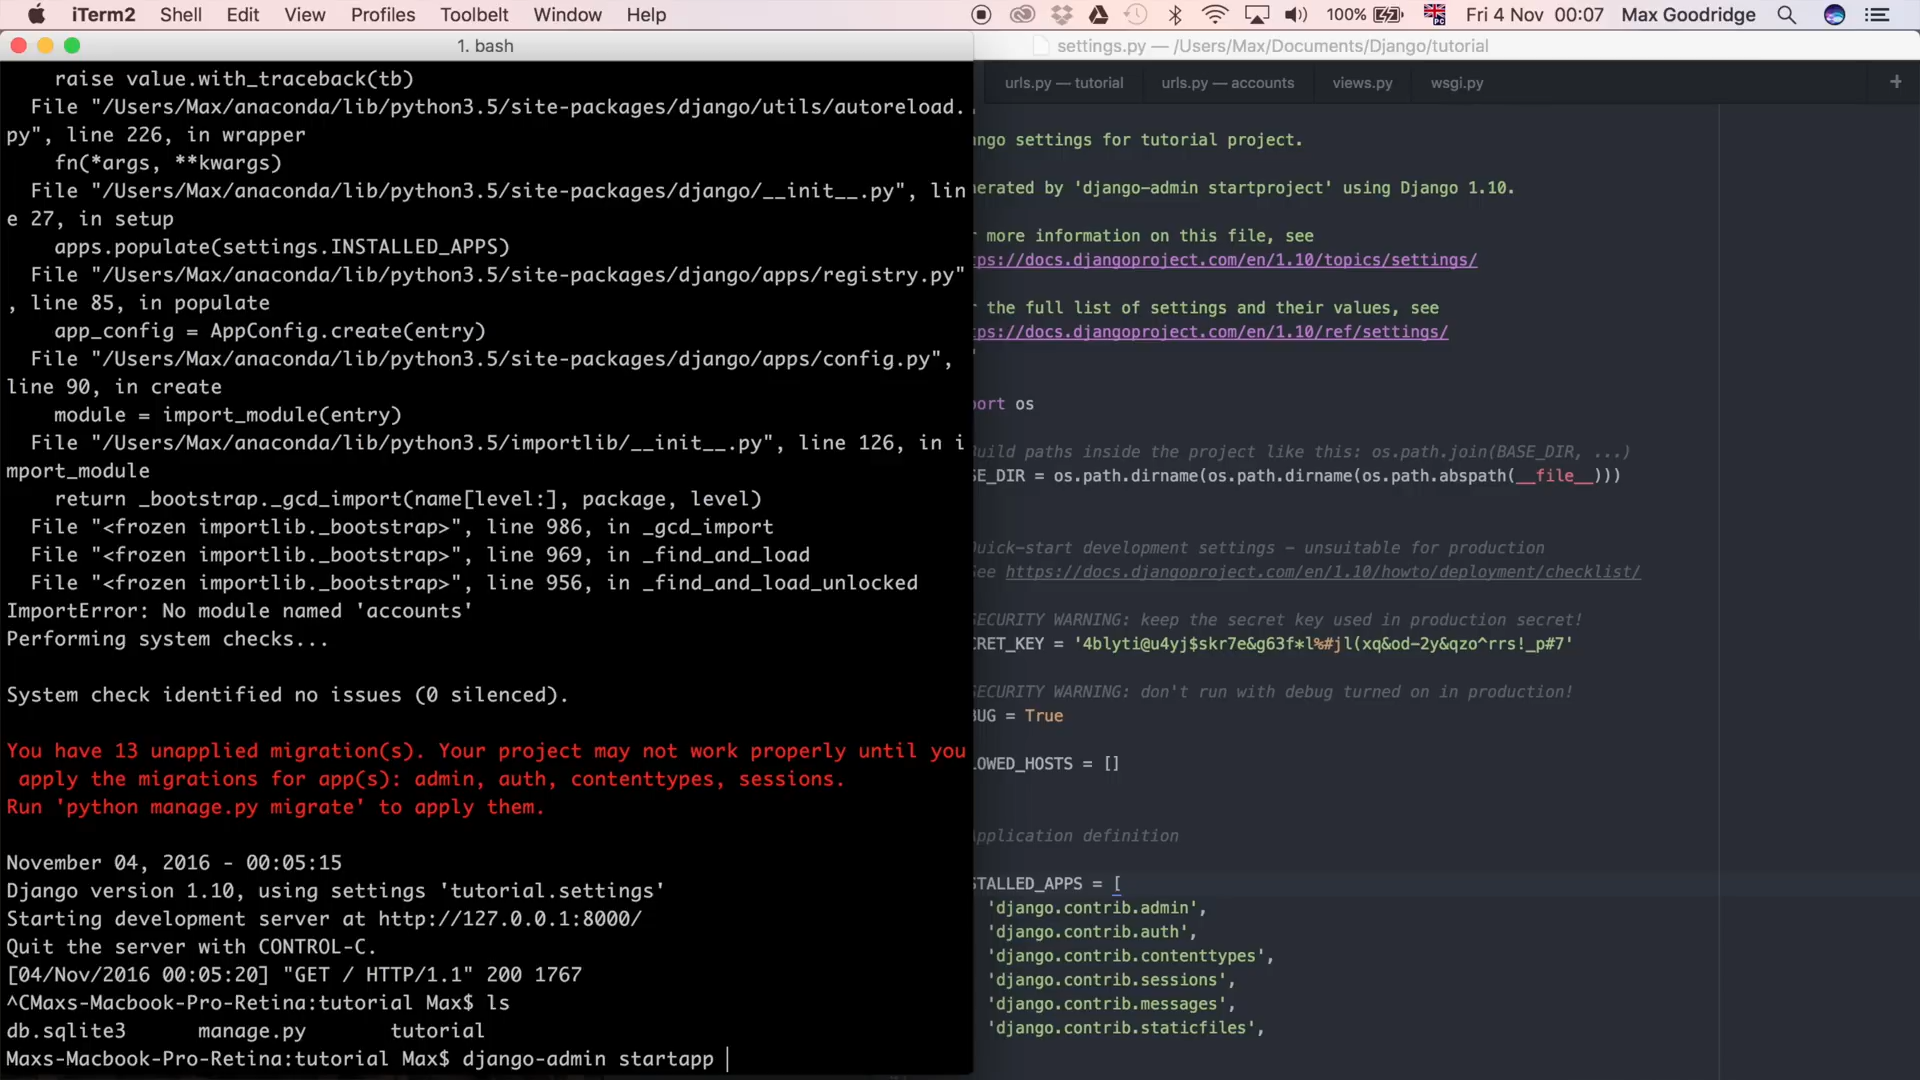 iTerm2 Shell Edit View Profiles Toolbelt Window Help 100% Fri 4 Nov 00:07 Max Goodridge
1. bash
raise value.with_traceback(tb)
File "/Users/Max/anaconda/lib/python3.5/site-packages/django/utils/autoreload.
py", line 226, in wrapper
fn(*args, **kwargs)
File "/Users/Max/anaconda/lib/python3.5/site-packages/django/__init__.py", lin
e 27, in setup
apps.populate(settings.INSTALLED_APPS)
File "/Users/Max/anaconda/lib/python3.5/site-packages/django/apps/registry.py"
, line 85, in populate
app_config = AppConfig.create(entry)
File "/Users/Max/anaconda/lib/python3.5/site-packages/django/apps/config.py",
line 90, in create
module = import_module(entry)
File "/Users/Max/anaconda/lib/python3.5/importlib/__init__.py", line 126, in i
mport_module
return _bootstrap._gcd_import(name[level:], package, level)
File "<frozen importlib._bootstrap>", line 986, in _gcd_import
File "<frozen importlib._bootstrap>", line 969, in _find_and_load
File "<frozen importlib._bootstrap>", line 956, in _find_and_load_unlocked
ImportError: No module named 'accounts'
Performing system checks...
System check identified no issues (0 silenced).
You have 13 unapplied migration(s). Your project may not work properly until you
apply the migrations for app(s): admin, auth, contenttypes, sessions.
Run 'python manage.py migrate' to apply them.
November 04, 2016 - 00:05:15
Django version 1.10, using settings 'tutorial.settings'
Starting development server at http://127.0.0.1:8000/
Quit the server with CONTROL-C.
[04/Nov/2016 00:05:20] "GET / HTTP/1.1" 200 1767
^CMaxs-Macbook-Pro-Retina:tutorial Max$ ls
db.sqlite3 manage.py tutorial
Maxs-Macbook-Pro-Retina:tutorial Max$ django-admin startapp
settings.py — /Users/Max/Documents/Django/tutorial
urls.py — tutorial urls.py — accounts views.py wsgi.py +
ngo settings for tutorial project.
erated by 'django-admin startproject' using Django 1.10.
r more information on this file, see
ps://docs.djangoproject.com/en/1.10/topics/settings/
r the full list of settings and their values, see
ps://docs.djangoproject.com/en/1.10/ref/settings/
ort os
uild paths inside the project like this: os.path.join(BASE_DIR, ...)
SE_DIR = os.path.dirname(os.path.dirname(os.path.abspath(__file__)))
uick-start development settings - unsuitable for production
ee https://docs.djangoproject.com/en/1.10/howto/deployment/checklist/
SECURITY WARNING: keep the secret key used in production secret!
CRET_KEY = '4blyti@u4yj$skr7e&g63f*l%#jl(xq&od-2y&qzo^rrs!_p#7'
SECURITY WARNING: don't run with debug turned on in production!
BUG = True
LOWED_HOSTS = []
pplication definition
STALLED_APPS = [
'django.contrib.admin',
'django.contrib.auth',
'django.contrib.contenttypes',
'django.contrib.sessions',
'django.contrib.messages',
'django.contrib.staticfiles',